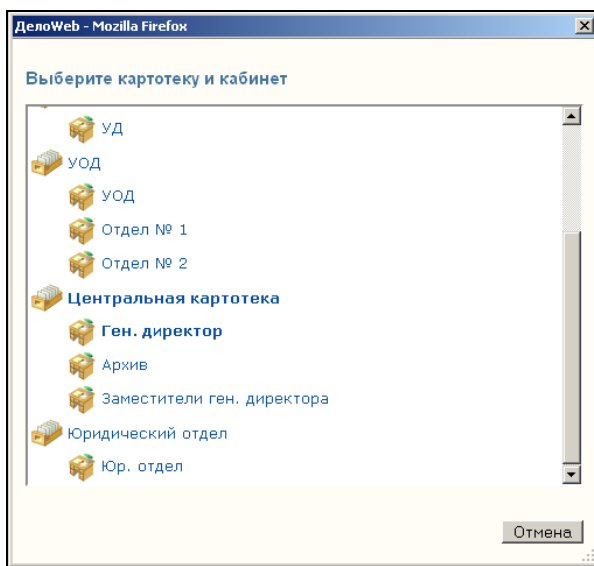 ДелоWeb - Mozilla Firefox
Выберите картотеку и кабинет
УД
УОД
УОД
Отдел № 1
Отдел № 2
Центральная картотека
Ген. директор
Архив
Заместители ген. директора
Юридический отдел
Юр. отдел
Отмена